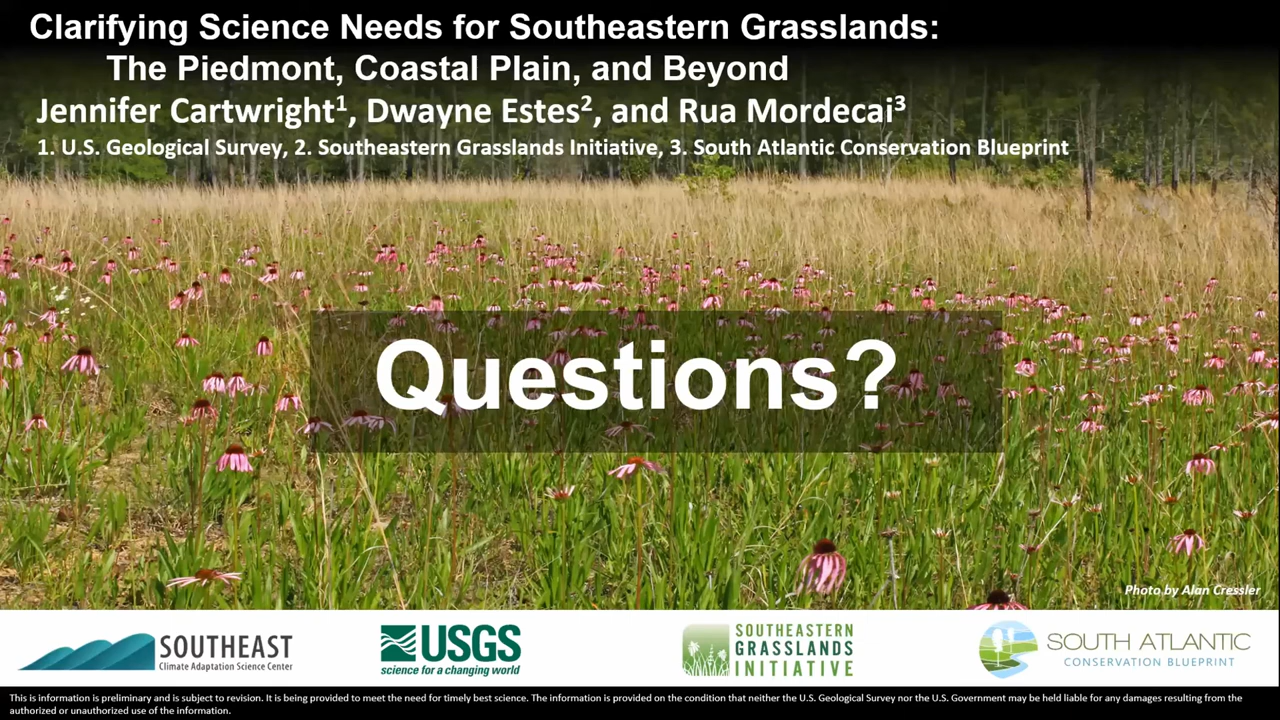 Clarifying Science Needs for Southeastern Grasslands:
The Piedmont, Coastal Plain, and Beyond
Jennifer Cartwright¹, Dwayne Estes², and Rua Mordecai³
1. U.S. Geological Survey, 2. Southeastern Grasslands Initiative, 3. South Atlantic Conservation Blueprint
Questions?
Photo by Alan Cressler
SOUTHEAST
Climate Adaptation Science Center
USGS
science for a changing world
SOUTHEASTERN
GRASSLANDS
INITIATIVE
SOUTH ATLANTIC
CONSERVATION BLUEPRINT
This is information is preliminary and is subject to revision. It is being provided to meet the need for timely best science. The information is provided on the condition that neither the U.S. Geological Survey nor the U.S. Government may be held liable for any damages resulting from the
authorized or unauthorized use of the information.